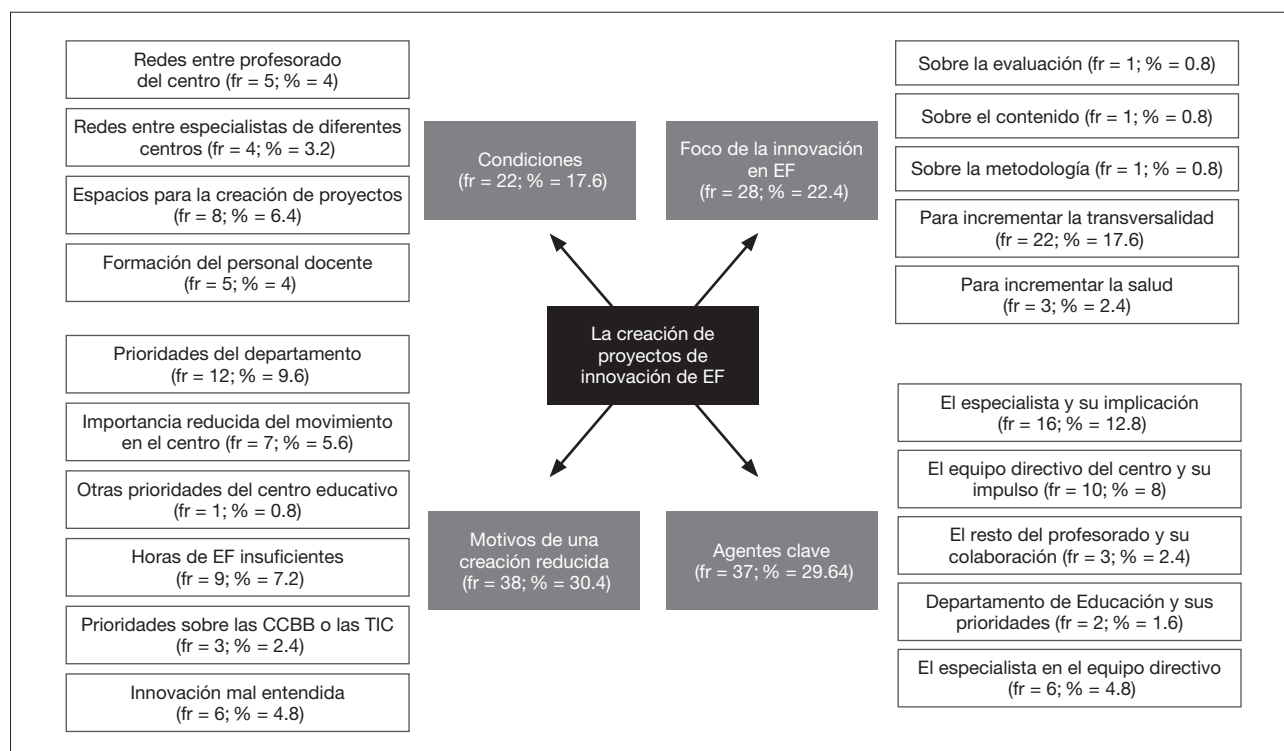 Redes entre profesorado
del centro (fr = 5; % = 4)
Redes entre especialistas de diferentes
centros (fr = 4; % = 3.2)
Espacios para la creación de proyectos
(fr = 8; % = 6.4)
Formación del personal docente
(fr = 5; % = 4)
Condiciones
(fr = 22; % = 17.6)
Foco de la innovación
en EF
(fr = 28; % = 22.4)
Sobre la evaluación (fr = 1; % = 0.8)
Sobre el contenido (fr = 1; % = 0.8)
Sobre la metodología (fr = 1; % = 0.8)
Para incrementar la transversalidad
(fr = 22; % = 17.6)
Para incrementar la salud
(fr = 3; % = 2.4)
La creación de
proyectos de
innovación de EF
Prioridades del departamento
(fr = 12; % = 9.6)
Importancia reducida del movimiento
en el centro (fr = 7; % = 5.6)
Otras prioridades del centro educativo
(fr = 1; % = 0.8)
Horas de EF insuficientes
(fr = 9; % = 7.2)
Prioridades sobre las CCBB o las TIC
(fr = 3; % = 2.4)
Innovación mal entendida
(fr = 6; % = 4.8)
Motivos de una
creación reducida
(fr = 38; % = 30.4)
Agentes clave
(fr = 37; % = 29.64)
El especialista y su implicación
(fr = 16; % = 12.8)
El equipo directivo del centro y su
impulso (fr = 10; % = 8)
El resto del profesorado y su
colaboración (fr = 3; % = 2.4)
Departamento de Educación y sus
prioridades (fr = 2; % = 1.6)
El especialista en el equipo directivo
(fr = 6; % = 4.8)